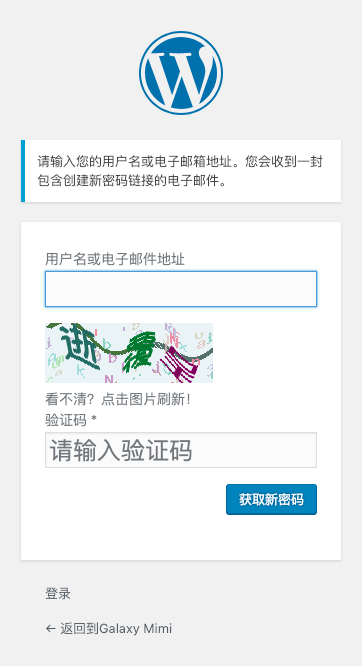 请输入您的用户名或电子邮箱地址。您会收到一封
包含创建新密码链接的电子邮件。
用户名或电子邮件地址
看不清？点击图片刷新！
验证码 *
请输入验证码
获取新密码
登录
← 返回到Galaxy Mimi